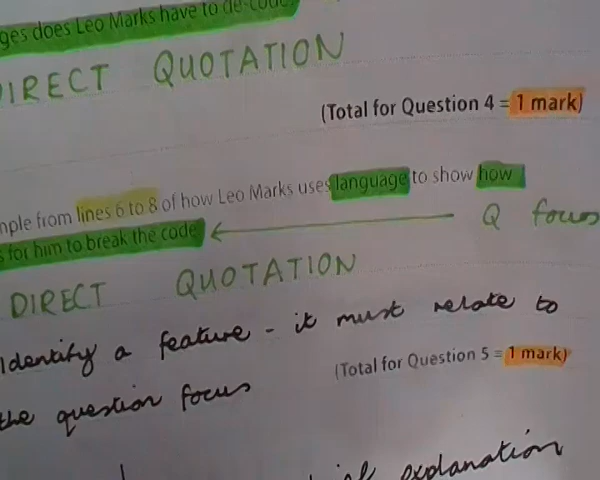 ges does Leo Marks have to de-code
DIRECT QUOTATION
(Total for Question 4 = 1 mark)
mple from lines 6 to 8 of how Leo Marks uses language to show how
s for him to break the code
Q focus
DIRECT QUOTATION
Identify a feature - it must relate to
(Total for Question 5 = 1 mark)
the question focus
explanation